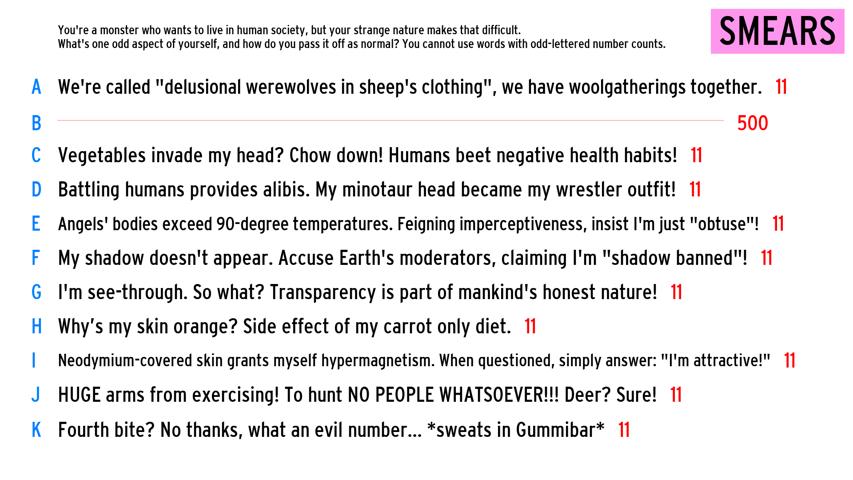 You're a monster who wants to live in human society, but your strange nature makes that difficult.
What's one odd aspect of yourself, and how do you pass it off as normal? You cannot use words with odd-lettered number counts.
SMEARS
A We're called "delusional werewolves in sheep's clothing", we have woolgatherings together. 11
B 500
C Vegetables invade my head? Chow down! Humans beet negative health habits! 11
D Battling humans provides alibis. My minotaur head became my wrestler outfit! 11
E Angels' bodies exceed 90-degree temperatures. Feigning imperceptiveness, insist I'm just "obtuse"! 11
F My shadow doesn't appear. Accuse Earth's moderators, claiming I'm "shadow banned"! 11
G I'm see-through. So what? Transparency is part of mankind's honest nature! 11
H Why’s my skin orange? Side effect of my carrot only diet. 11
I Neodymium-covered skin grants myself hypermagnetism. When questioned, simply answer: "I'm attractive!" 11
J HUGE arms from exercising! To hunt NO PEOPLE WHATSOEVER!!! Deer? Sure! 11
K Fourth bite? No thanks, what an evil number... *sweats in Gummibar* 11